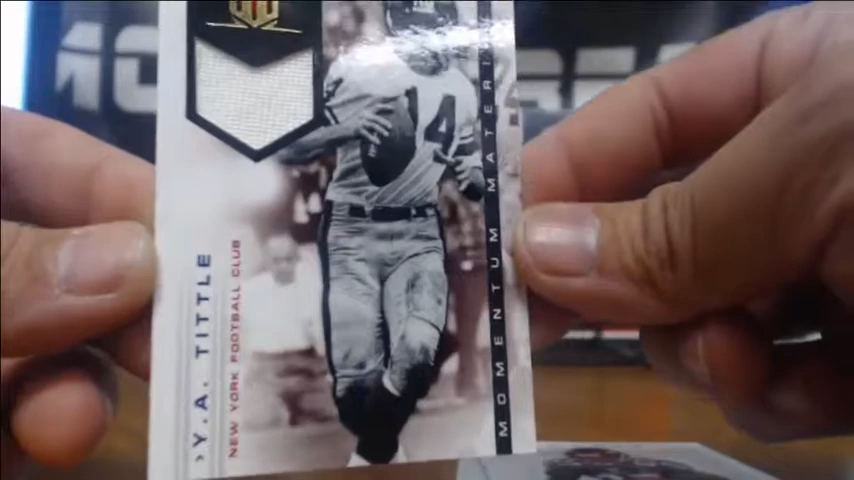 14
MOMENTUM MATERI
Y.A. TITTLE
NEW YORK FOOTBALL CLUB